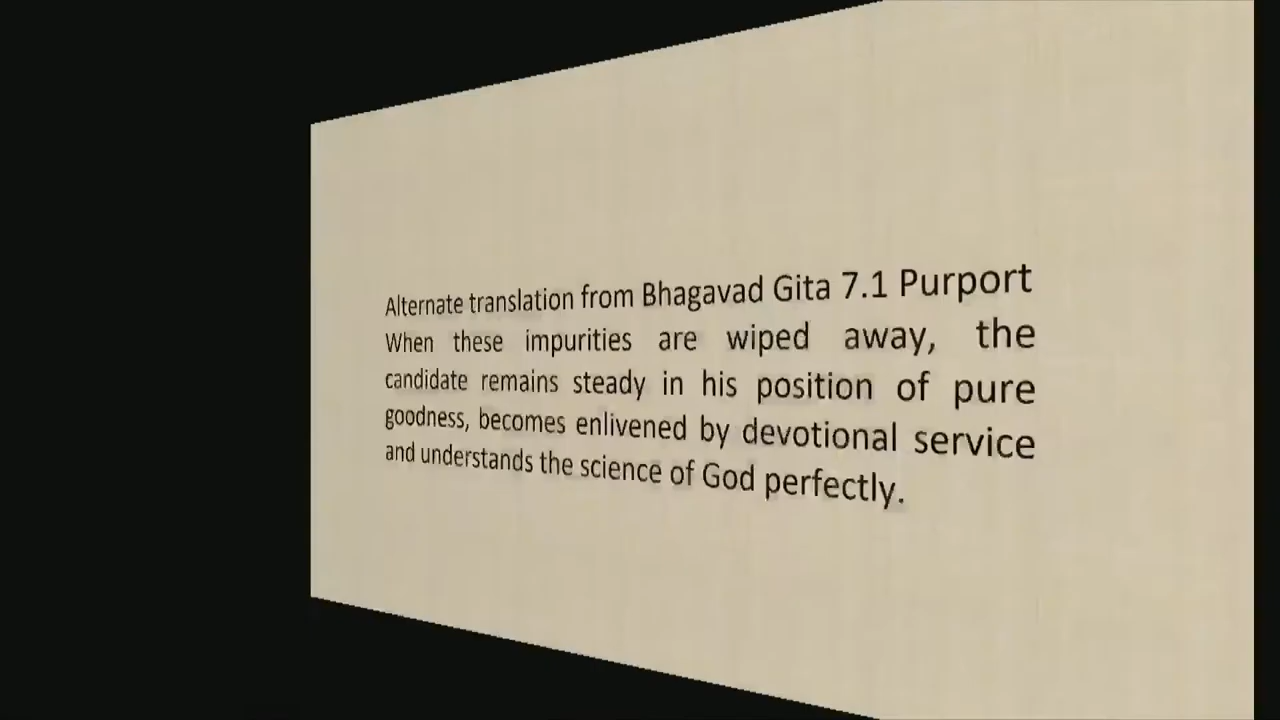 Alternate translation from Bhagavad Gita 7.1 Purport
When these impurities are wiped away, the
candidate remains steady in his position of pure
goodness, becomes enlivened by devotional service
and understands the science of God perfectly.